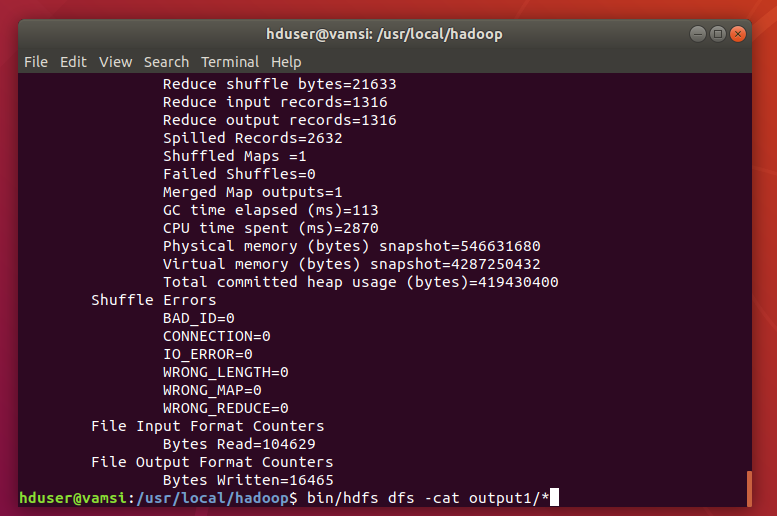 hduser@vamsi: /usr/local/hadoop
File Edit View Search Terminal Help
Reduce shuffle bytes=21633
Reduce input records=1316
Reduce output records=1316
Spilled Records=2632
Shuffled Maps =1
Failed Shuffles=0
Merged Map outputs=1
GC time elapsed (ms)=113
CPU time spent (ms)=2870
Physical memory (bytes) snapshot=546631680
Virtual memory (bytes) snapshot=4287250432
Total committed heap usage (bytes)=419430400
Shuffle Errors
BAD_ID=0
CONNECTION=0
IO_ERROR=0
WRONG_LENGTH=0
WRONG_MAP=0
WRONG_REDUCE=0
File Input Format Counters
Bytes Read=104629
File Output Format Counters
Bytes Written=16465
hduser@vamsi:/usr/local/hadoop$ bin/hdfs dfs -cat output1/*